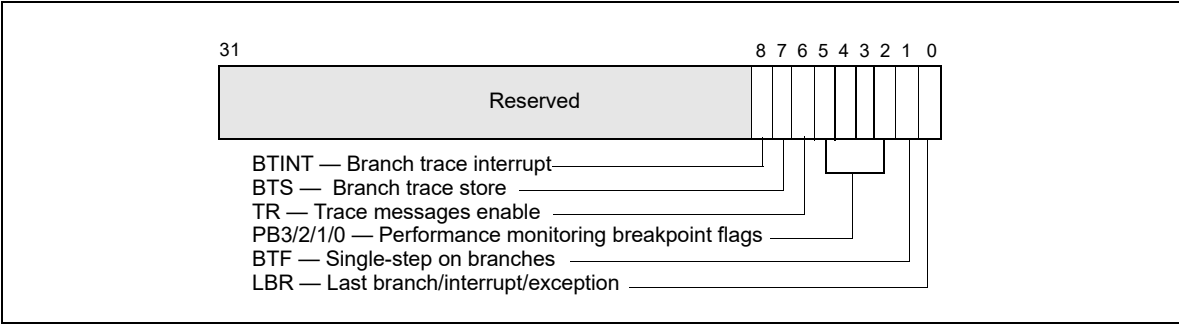 31 8 7 6 5 4 3 2 1 0
Reserved
BTINT — Branch trace interrupt
BTS — Branch trace store
TR — Trace messages enable
PB3/2/1/0 — Performance monitoring breakpoint flags
BTF — Single-step on branches
LBR — Last branch/interrupt/exception